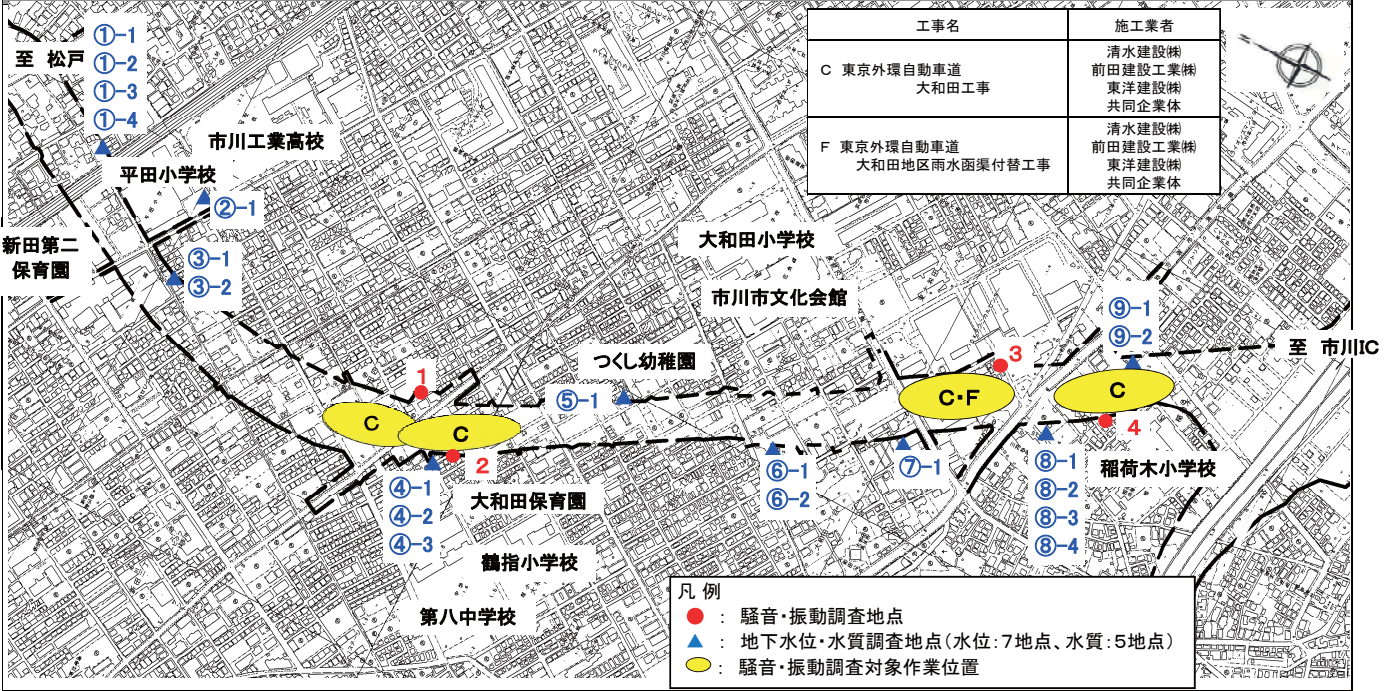 工事名
施工業者
C 東京外環自動車道
大和田工事
清水建設㈱
前田建設工業㈱
東洋建設㈱
共同企業体
F 東京外環自動車道
大和田地区雨水函渠付替工事
清水建設㈱
前田建設工業㈱
東洋建設㈱
共同企業体
至 松戸
①-1
①-2
①-3
①-4
市川工業高校
平田小学校
②-1
新田第二
保育園
③-1
③-2
大和田小学校
市川市文化会館
つくし幼稚園
⑤-1
⑨-1
⑨-2
至 市川IC
1
2
3
4
C
C
C・F
C
④-1
④-2
④-3
大和田保育園
⑥-1
⑥-2
⑦-1
⑧-1
⑧-2
⑧-3
⑧-4
稲荷木小学校
鶴指小学校
第八中学校
凡 例
： 騒音・振動調査地点
： 地下水位・水質調査地点(水位：7地点、水質：5地点)
： 騒音・振動調査対象作業位置